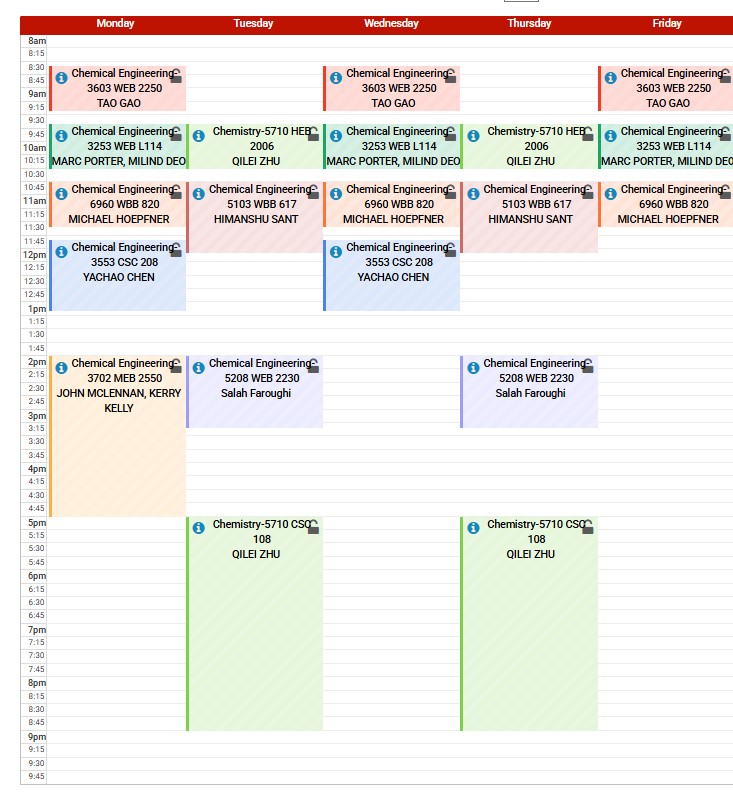 Monday Tuesday Wednesday Thursday Friday
8am
8:15
8:30
8:45
9am
9:15
9:30
9:45
10am
10:15
10:30
10:45
11am
11:15
11:30
11:45
12pm
12:15
12:30
12:45
1pm
1:15
1:30
1:45
2pm
2:15
2:30
2:45
3pm
3:15
3:30
3:45
4pm
4:15
4:30
4:45
5pm
5:15
5:30
5:45
6pm
6:15
6:30
6:45
7pm
7:15
7:30
7:45
8pm
8:15
8:30
8:45
9pm
9:15
9:30
9:45
Chemical Engineering-
3603 WEB 2250
TAO GAO
Chemical Engineering-
3253 WEB L114
MARC PORTER, MILIND DEO
Chemical Engineering-
6960 WBB 820
MICHAEL HOEPFNER
Chemical Engineering-
3553 CSC 208
YACHAO CHEN
Chemical Engineering-
3702 MEB 2550
JOHN MCLENNAN, KERRY
KELLY
Chemistry-5710 HEB
2006
QILEI ZHU
Chemical Engineering-
5103 WBB 617
HIMANSHU SANT
Chemical Engineering-
5208 WEB 2230
Salah Faroughi
Chemistry-5710 CSC
108
QILEI ZHU
Chemical Engineering-
3603 WEB 2250
TAO GAO
Chemical Engineering-
3253 WEB L114
MARC PORTER, MILIND DEO
Chemical Engineering-
6960 WBB 820
MICHAEL HOEPFNER
Chemical Engineering-
3553 CSC 208
YACHAO CHEN
Chemistry-5710 HEB
2006
QILEI ZHU
Chemical Engineering-
5103 WBB 617
HIMANSHU SANT
Chemical Engineering-
5208 WEB 2230
Salah Faroughi
Chemistry-5710 CSC
108
QILEI ZHU
Chemical Engineering-
3603 WEB 2250
TAO GAO
Chemical Engineering-
3253 WEB L114
MARC PORTER, MILIND DEO
Chemical Engineering-
6960 WBB 820
MICHAEL HOEPFNER